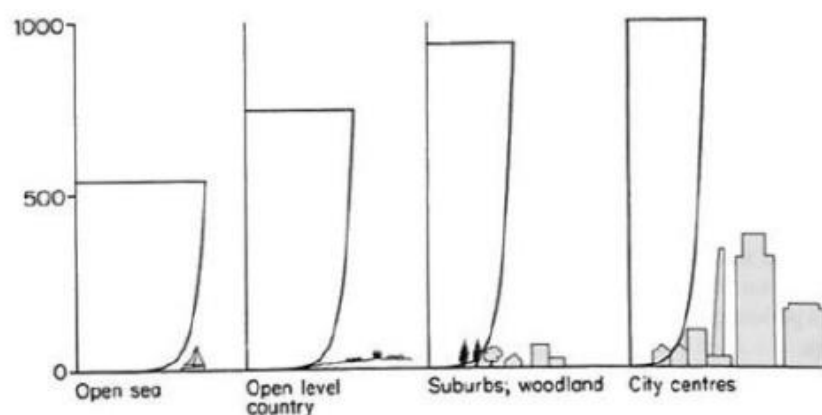 1000
500
0
Open sea
Open level
country
Suburbs; woodland
City centres